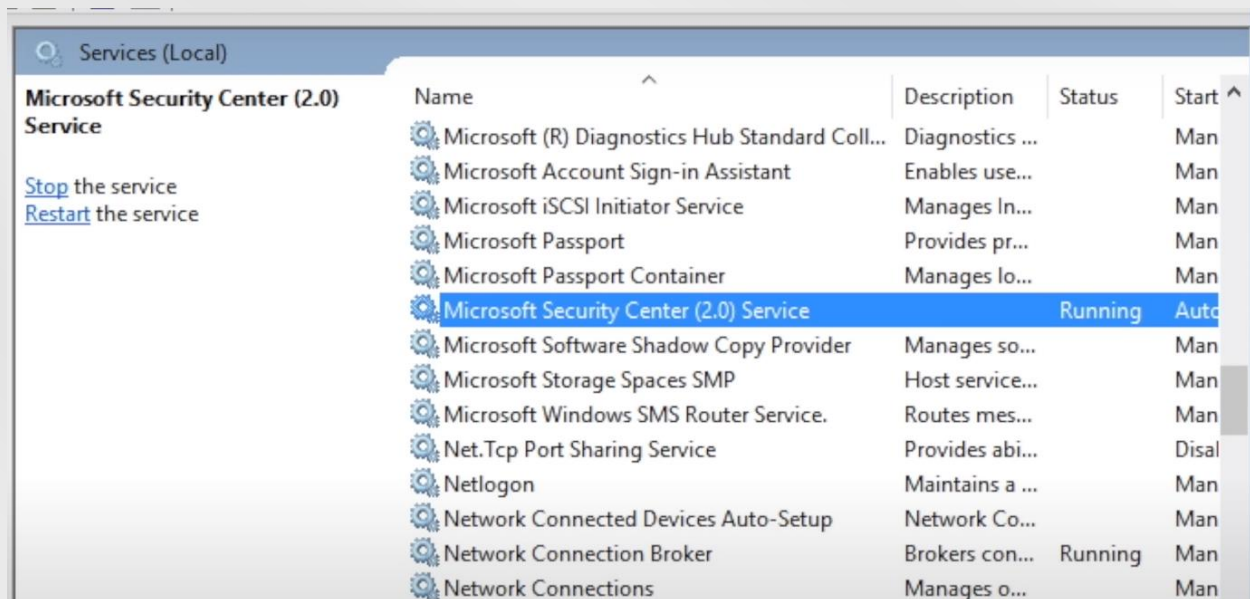 Services (Local)
Microsoft Security Center (2.0)
Service
Stop the service
Restart the service
Name Description Status Start
Microsoft (R) Diagnostics Hub Standard Coll... Diagnostics ... Man
Microsoft Account Sign-in Assistant Enables use... Man
Microsoft iSCSI Initiator Service Manages In... Man
Microsoft Passport Provides pr... Man
Microsoft Passport Container Manages lo... Man
Microsoft Security Center (2.0) Service Running Auto
Microsoft Software Shadow Copy Provider Manages so... Man
Microsoft Storage Spaces SMP Host service... Man
Microsoft Windows SMS Router Service. Routes mes... Man
Net.Tcp Port Sharing Service Provides abi... Disal
Netlogon Maintains a ... Man
Network Connected Devices Auto-Setup Network Co... Man
Network Connection Broker Brokers con... Running Man
Network Connections Manages o... Man